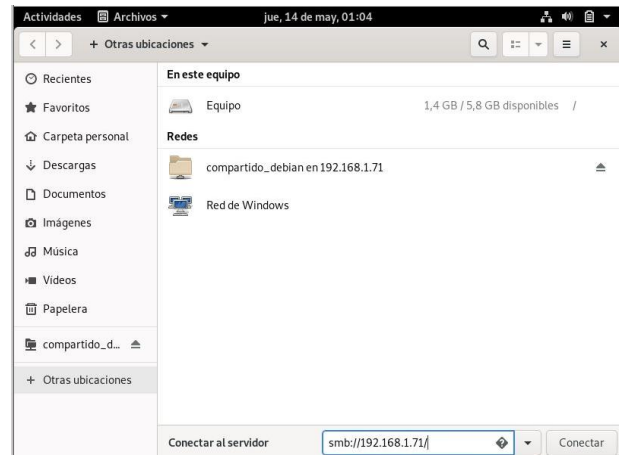 Actividades Archivos jue, 14 de may, 01:04
+ Otras ubicaciones
Recientes
Favoritos
Carpeta personal
Descargas
Documentos
Imágenes
Música
Vídeos
Papelera
compartido_d...
+ Otras ubicaciones
En este equipo
Equipo 1,4 GB / 5,8 GB disponibles /
Redes
compartido_debian en 192.168.1.71
Red de Windows
Conectar al servidor smb://192.168.1.71/ Conectar